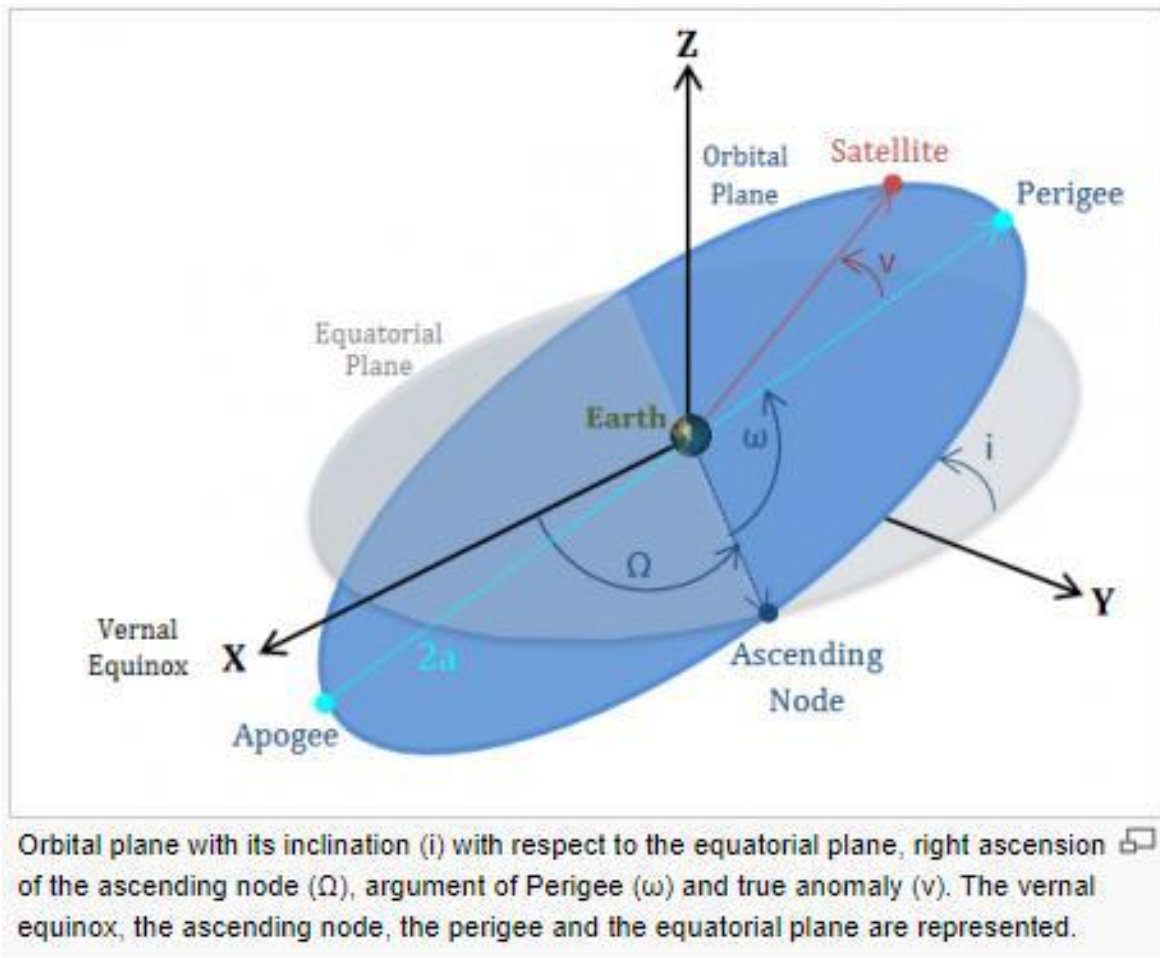 Z
Orbital
Plane
Satellite
Perigee
ν
Equatorial
Plane
Earth
ω
i
Ω
Y
Vernal
Equinox
X
2a
Ascending
Node
Apogee
Orbital plane with its inclination (i) with respect to the equatorial plane, right ascension
of the ascending node (Ω), argument of Perigee (ω) and true anomaly (ν). The vernal
equinox, the ascending node, the perigee and the equatorial plane are represented.